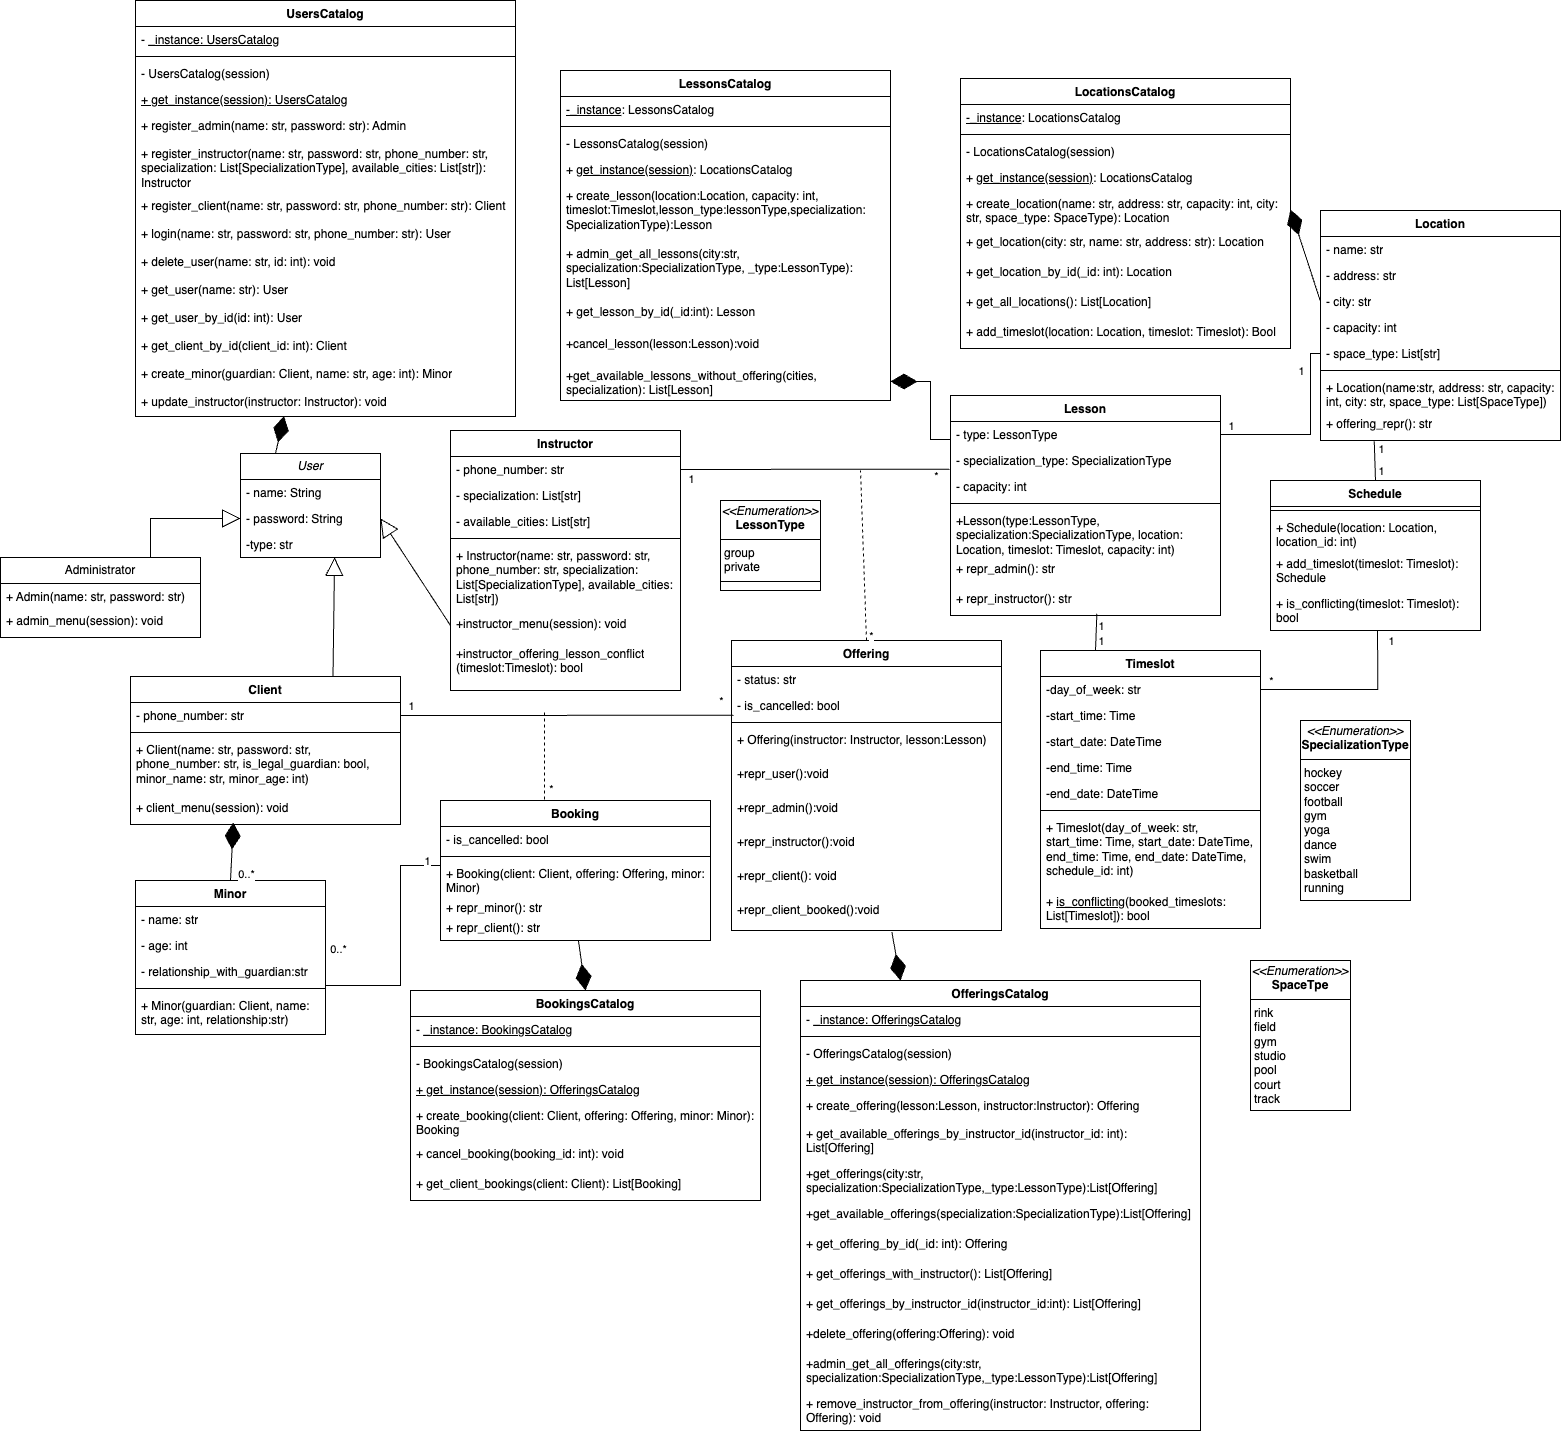 UsersCatalog
- _instance: UsersCatalog
- UsersCatalog(session)
+ get_instance(session): UsersCatalog
+ register_admin(name: str, password: str): Admin
+ register_instructor(name: str, password: str, phone_number: str,
specialization: List[SpecializationType], available_cities: List[str]):
Instructor
+ register_client(name: str, password: str, phone_number: str): Client
+ login(name: str, password: str, phone_number: str): User
+ delete_user(name: str, id: int): void
+ get_user(name: str): User
+ get_user_by_id(id: int): User
+ get_client_by_id(client_id: int): Client
+ create_minor(guardian: Client, name: str, age: int): Minor
+ update_instructor(instructor: Instructor): void
LessonsCatalog
- _instance: LessonsCatalog
- LessonsCatalog(session)
+ get_instance(session): LocationsCatalog
+ create_lesson(location:Location, capacity: int,
timeslot:Timeslot,lesson_type:lessonType,specialization:
SpecializationType):Lesson
+ admin_get_all_lessons(city:str,
specialization:SpecializationType, _type:LessonType):
List[Lesson]
+ get_lesson_by_id(_id:int): Lesson
+cancel_lesson(lesson:Lesson):void
+get_available_lessons_without_offering(cities,
specialization): List[Lesson]
LocationsCatalog
- _instance: LocationsCatalog
- LocationsCatalog(session)
+ get_instance(session): LocationsCatalog
+ create_location(name: str, address: str, capacity: int, city:
str, space_type: SpaceType): Location
+ get_location(city: str, name: str, address: str): Location
+ get_location_by_id(_id: int): Location
+ get_all_locations(): List[Location]
+ add_timeslot(location: Location, timeslot: Timeslot): Bool
Location
- name: str
- address: str
- city: str
- capacity: int
- space_type: List[str]
+ Location(name:str, address: str, capacity:
int, city: str, space_type: List[SpaceType])
+ offering_repr(): str
1
1
1
1
User
- name: String
- password: String
-type: str
Instructor
- phone_number: str
- specialization: List[str]
- available_cities: List[str]
+ Instructor(name: str, password: str,
phone_number: str, specialization:
List[SpecializationType], available_cities:
List[str])
+instructor_menu(session): void
+instructor_offering_lesson_conflict
(timeslot:Timeslot): bool
1
*
*
<<Enumeration>>
LessonType
group
private
Lesson
- type: LessonType
- specialization_type: SpecializationType
- capacity: int
+Lesson(type:LessonType,
specialization:SpecializationType, location:
Location, timeslot: Timeslot, capacity: int)
+ repr_admin(): str
+ repr_instructor(): str
1
1
Schedule
+ Schedule(location: Location,
location_id: int)
+ add_timeslot(timeslot: Timeslot):
Schedule
+ is_conflicting(timeslot: Timeslot):
bool
1
*
Administrator
+ Admin(name: str, password: str)
+ admin_menu(session): void
Client
- phone_number: str
+ Client(name: str, password: str,
phone_number: str, is_legal_guardian: bool,
minor_name: str, minor_age: int)
+ client_menu(session): void
1
*
*
Offering
- status: str
- is_cancelled: bool
+ Offering(instructor: Instructor, lesson:Lesson)
+repr_user():void
+repr_admin():void
+repr_instructor():void
+repr_client(): void
+repr_client_booked():void
Timeslot
-day_of_week: str
-start_time: Time
-start_date: DateTime
-end_time: Time
-end_date: DateTime
+ Timeslot(day_of_week: str,
start_time: Time, start_date: DateTime,
end_time: Time, end_date: DateTime,
schedule_id: int)
+ is_conflicting(booked_timeslots:
List[Timeslot]): bool
<<Enumeration>>
SpecializationType
hockey
soccer
football
gym
yoga
dance
swim
basketball
running
Booking
- is_cancelled: bool
+ Booking(client: Client, offering: Offering, minor:
Minor)
+ repr_minor(): str
+ repr_client(): str
1
0..*
0..*
Minor
- name: str
- age: int
- relationship_with_guardian:str
+ Minor(guardian: Client, name:
str, age: int, relationship:str)
BookingsCatalog
- _instance: BookingsCatalog
- BookingsCatalog(session)
+ get_instance(session): OfferingsCatalog
+ create_booking(client: Client, offering: Offering, minor: Minor):
Booking
+ cancel_booking(booking_id: int): void
+ get_client_bookings(client: Client): List[Booking]
OfferingsCatalog
- _instance: OfferingsCatalog
- OfferingsCatalog(session)
+ get_instance(session): OfferingsCatalog
+ create_offering(lesson:Lesson, instructor:Instructor): Offering
+ get_available_offerings_by_instructor_id(instructor_id: int):
List[Offering]
+get_offerings(city:str,
specialization:SpecializationType,_type:LessonType):List[Offering]
+get_available_offerings(specialization:SpecializationType):List[Offering]
+ get_offering_by_id(_id: int): Offering
+ get_offerings_with_instructor(): List[Offering]
+ get_offerings_by_instructor_id(instructor_id:int): List[Offering]
+delete_offering(offering:Offering): void
+admin_get_all_offerings(city:str,
specialization:SpecializationType,_type:LessonType):List[Offering]
+ remove_instructor_from_offering(instructor: Instructor, offering:
Offering): void
<<Enumeration>>
SpaceTpe
rink
field
gym
studio
pool
court
track